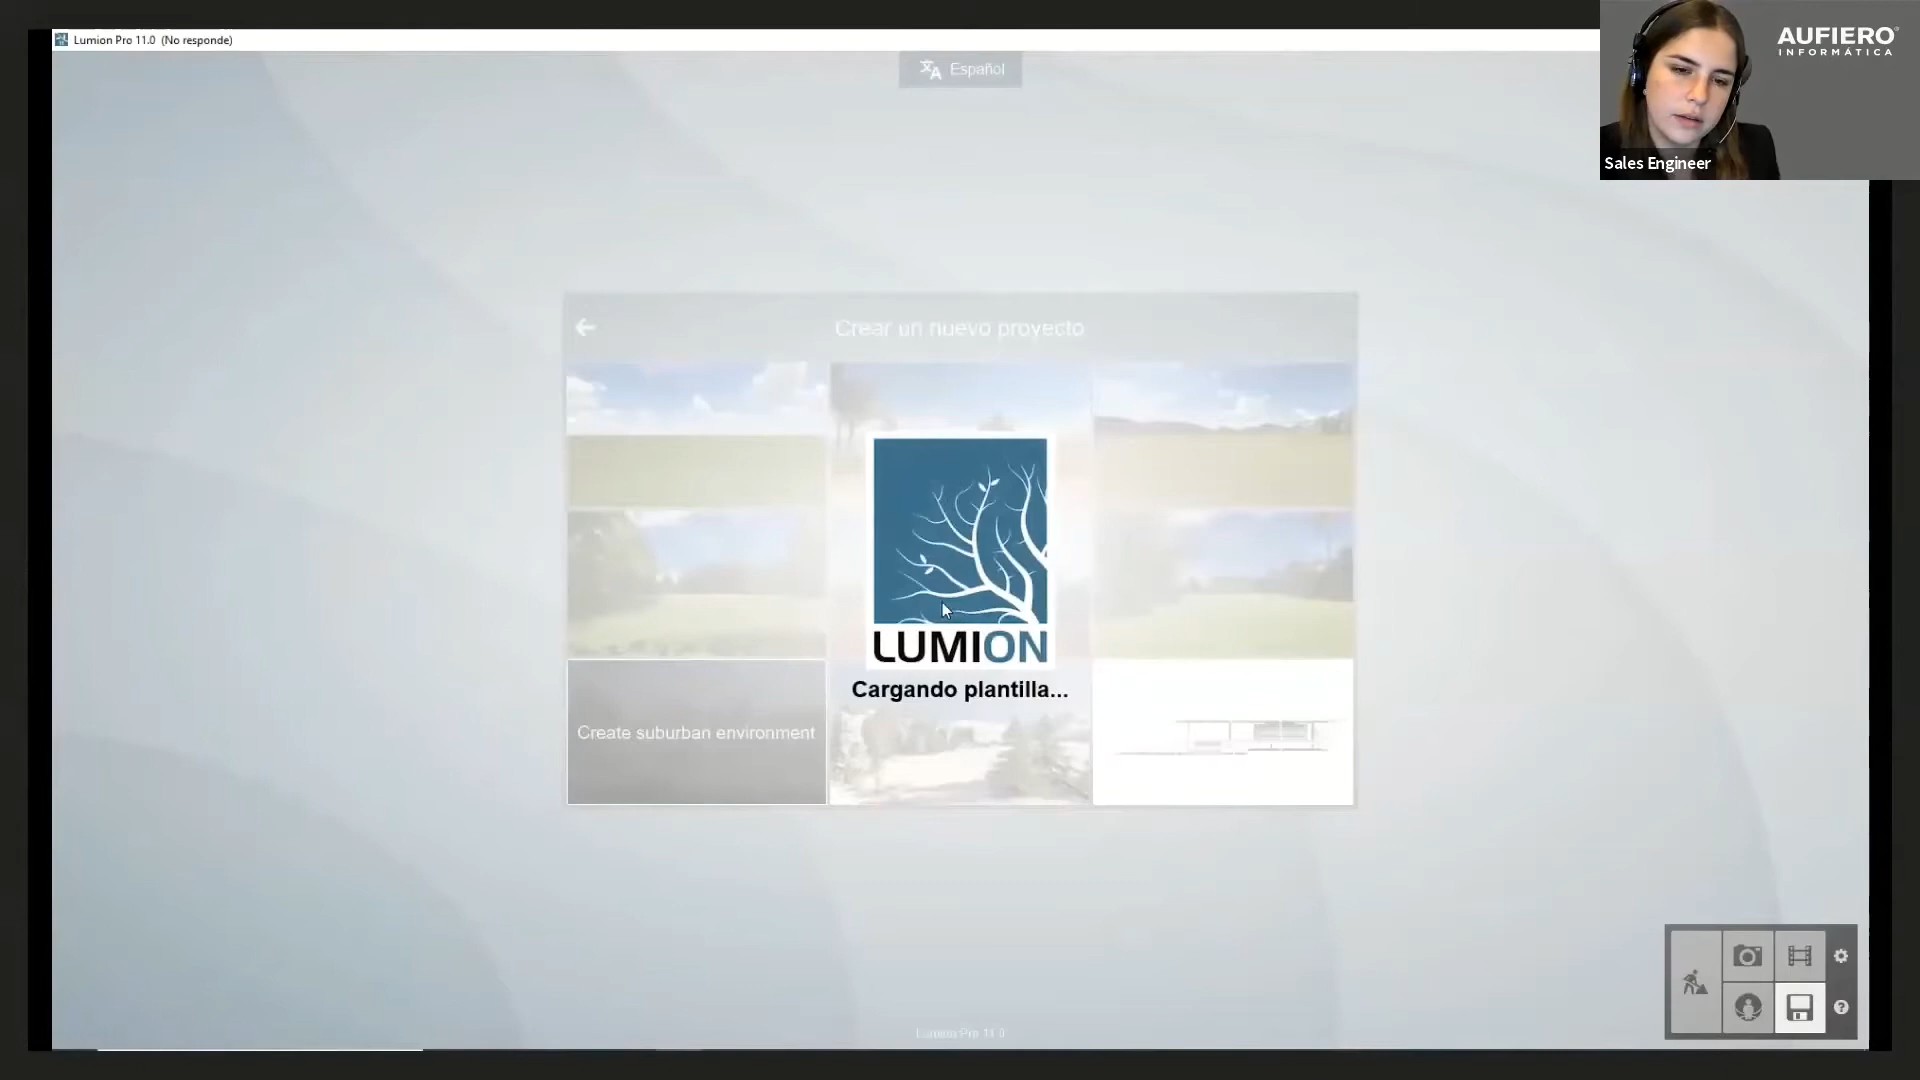 Lumion Pro 11.0 (No responde)
Español
AUFIERO®
INFORMÁTICA
Sales Engineer
Crear un nuevo proyecto
LUMION
Cargando plantilla...
Create suburban environment
Lumion Pro 11.0